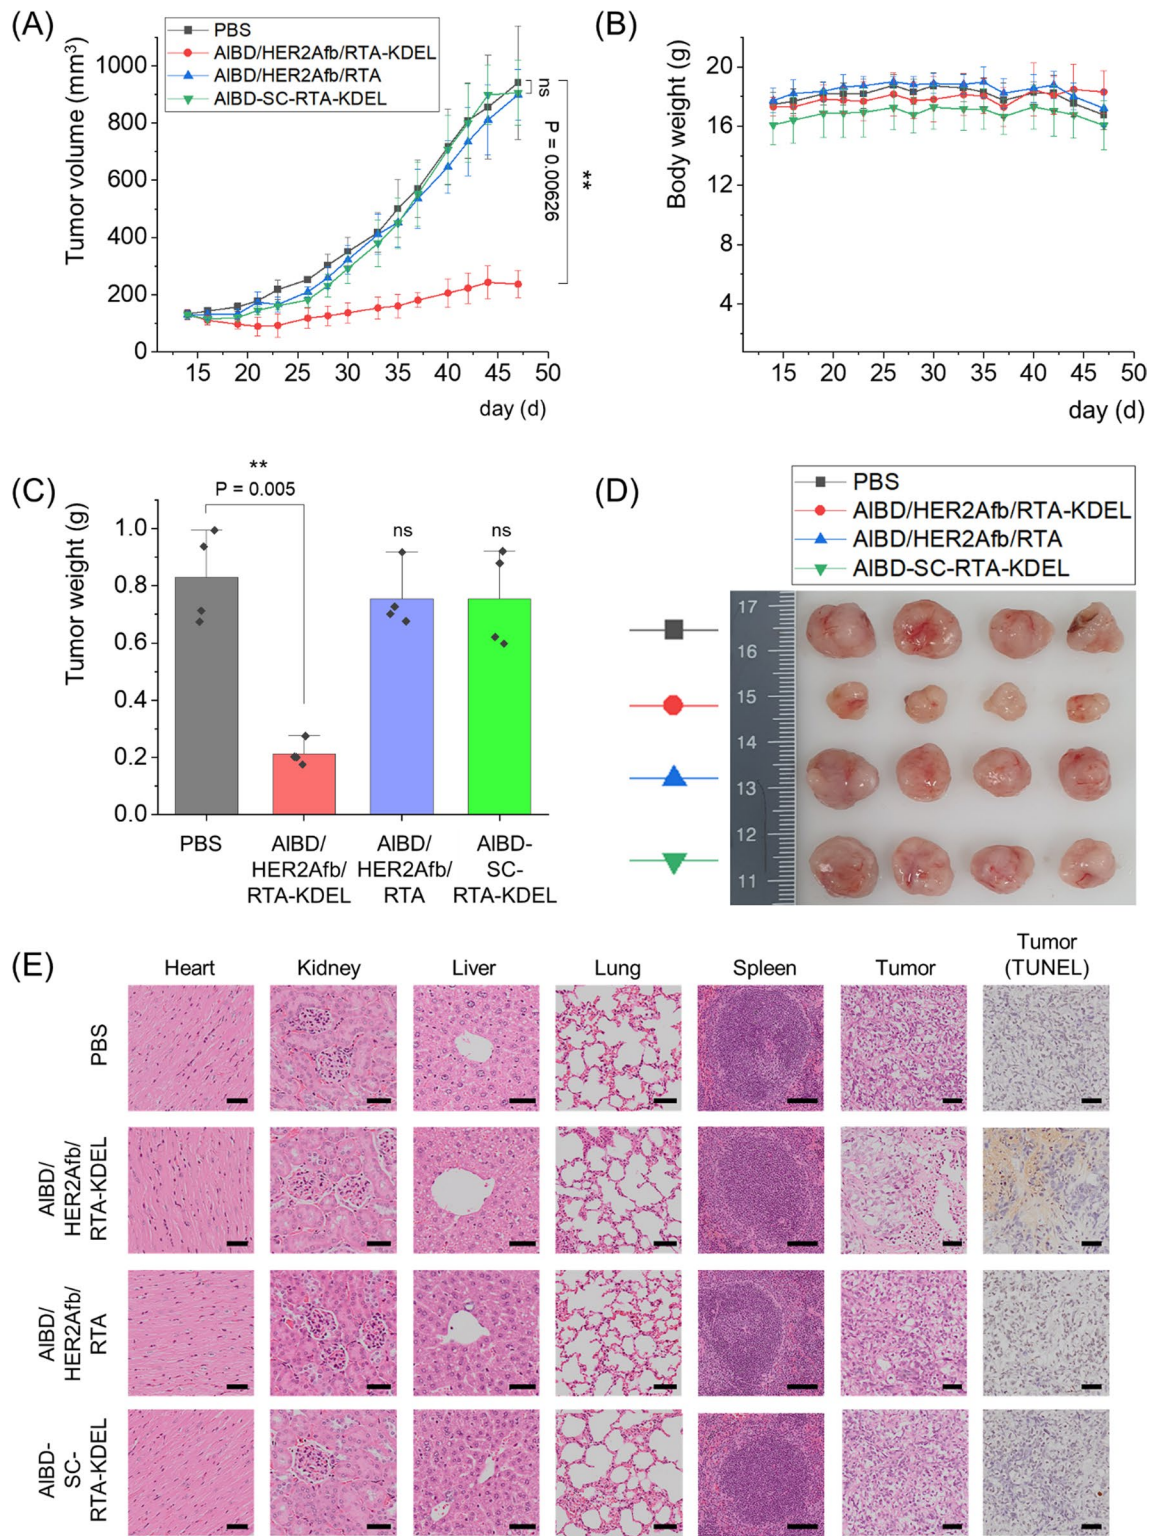 (A)
PBS
AIBD/HER2Afb/RTA-KDEL
AIBD/HER2Afb/RTA
AIBD-SC-RTA-KDEL
Tumor volume (mm³)
1000
800
600
400
200
0
15
20
25
30
35
40
45
50
day (d)
ns
P = 0.00626
**
(B)
Body weight (g)
20
16
12
8
4
15
20
25
30
35
40
45
50
day (d)
(C)
**
P = 0.005
ns
ns
Tumor weight (g)
1.0
0.8
0.6
0.4
0.2
0.0
PBS
AIBD/
HER2Afb/
RTA-KDEL
AIBD/
HER2Afb/
RTA
AIBD-
SC-
RTA-KDEL
(D)
PBS
AIBD/HER2Afb/RTA-KDEL
AIBD/HER2Afb/RTA
AIBD-SC-RTA-KDEL
17
16
15
14
13
12
11
(E)
Heart
Kidney
Liver
Lung
Spleen
Tumor
Tumor
(TUNEL)
PBS
AIBD/
HER2Afb/
RTA-KDEL
AIBD/
HER2Afb/
RTA
AIBD-
SC-
RTA-KDEL